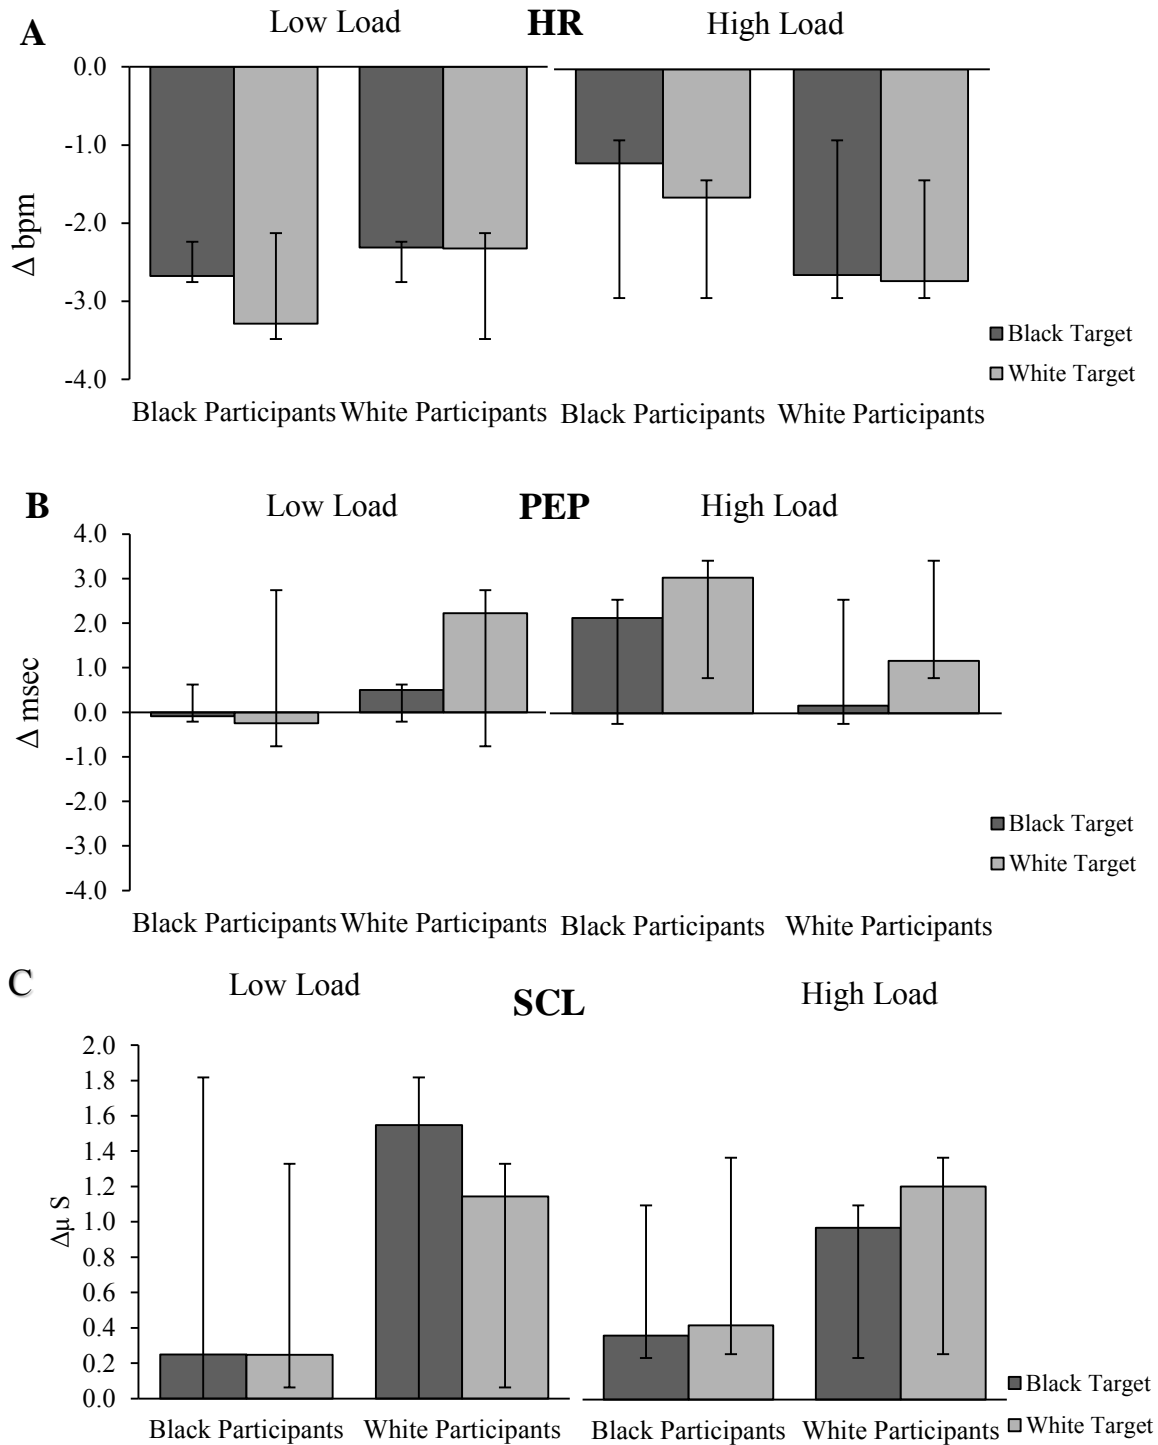 A
Low Load
HR
High Load
0.0
-1.0
-2.0
-3.0
-4.0
Δ bpm
Black Target
White Target
Black Participants White Participants Black Participants White Participants
B
Low Load
PEP
High Load
4.0
3.0
2.0
1.0
0.0
-1.0
-2.0
-3.0
-4.0
Δ msec
Black Target
White Target
Black Participants White Participants Black Participants White Participants
C
Low Load
SCL
High Load
2.0
1.8
1.6
1.4
1.2
1.0
0.8
0.6
0.4
0.2
0.0
Δμ S
Black Target
White Target
Black Participants White Participants Black Participants White Participants